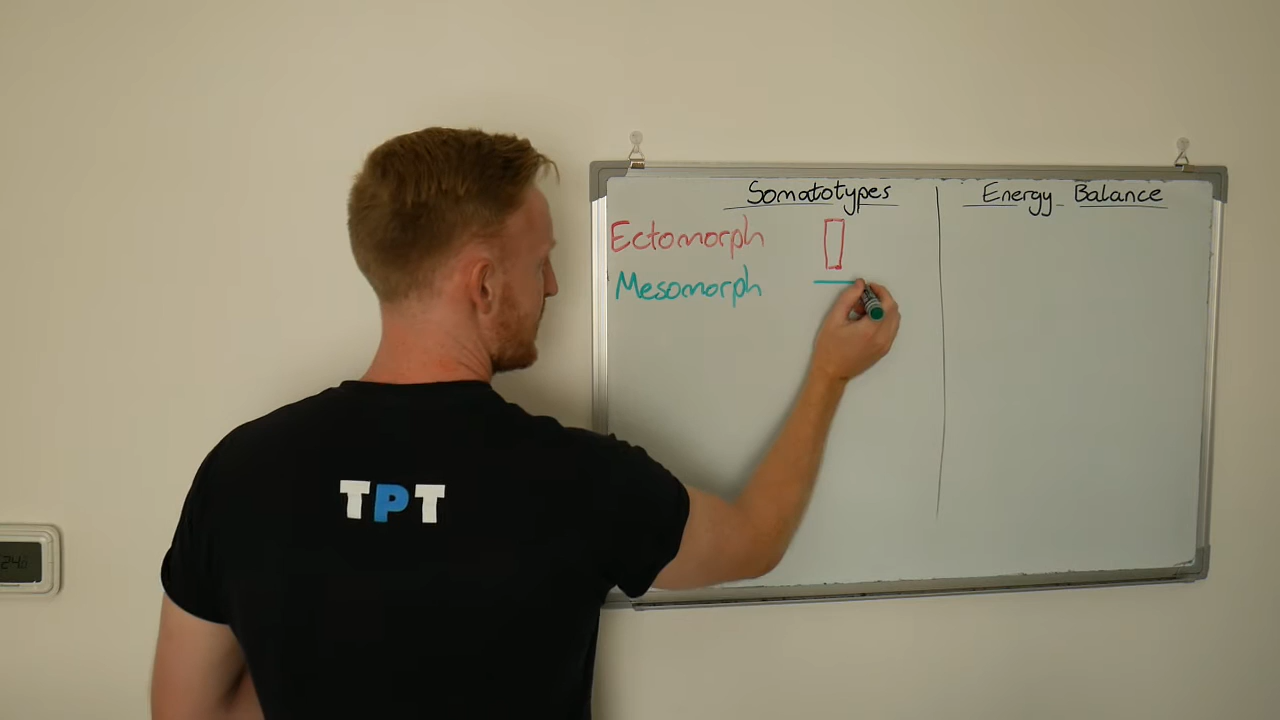 Somatotypes
Ectomorph
Mesomorph
Energy Balance
TPT